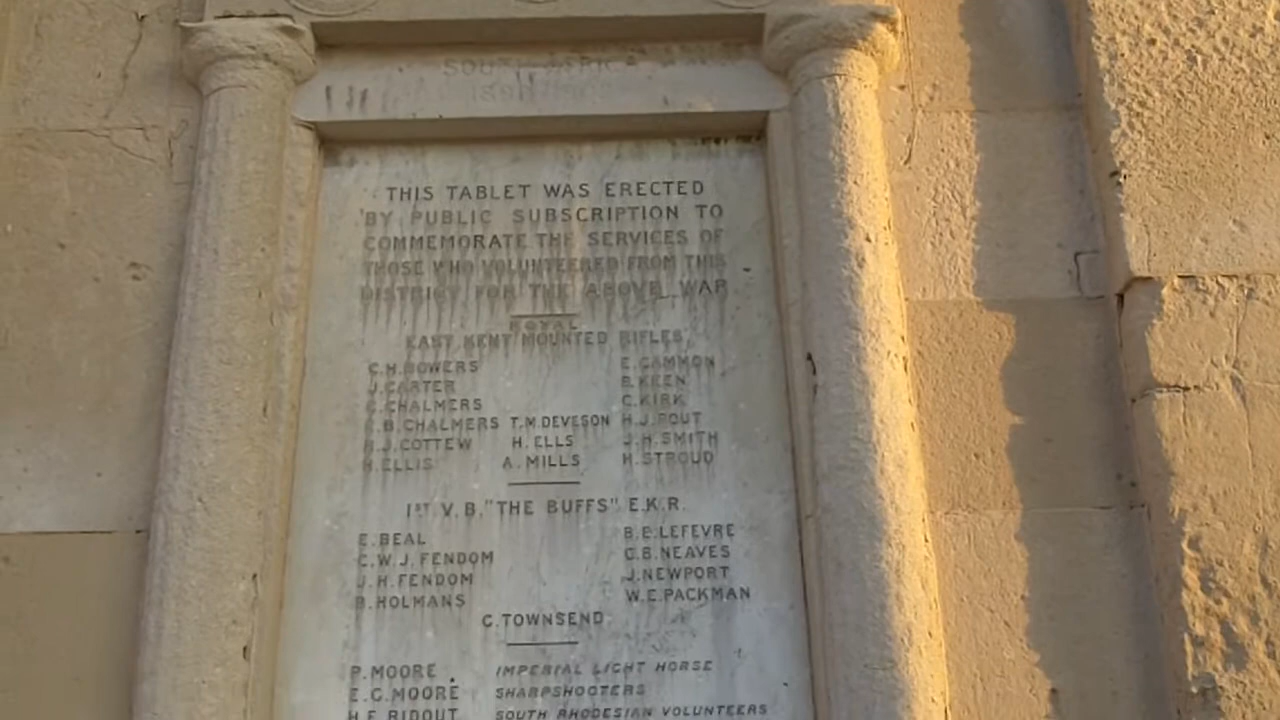 SOUTH AFRICA
THIS TABLET WAS ERECTED
BY PUBLIC SUBSCRIPTION TO
COMMEMORATE THE SERVICES OF
THOSE WHO VOLUNTEERED FROM THIS
DISTRICT FOR THE ABOVE WAR
ROYAL
EAST KENT MOUNTED RIFLES
C.H. BOWERS E. GAMMON
J. CARTER B. KEEN
C. CHALMERS C. KIRK
C.B. CHALMERS T.M. DEVESON H.J. POUT
H.J. COTTEW H. ELLS J.H. SMITH
H. ELLIS A. MILLS H. STROUD
1ST V.B. "THE BUFFS" E.K.R.
E. BEAL B.E. LEFEVRE
C.W.J. FENDOM C.B. NEAVES
J.H. FENDOM J. NEWPORT
B. HOLMANS W.E. PACKMAN
C. TOWNSEND
P. MOORE IMPERIAL LIGHT HORSE
E.G. MOORE SHARPSHOOTERS
H.F. RIDOUT SOUTH RHODESIAN VOLUNTEERS